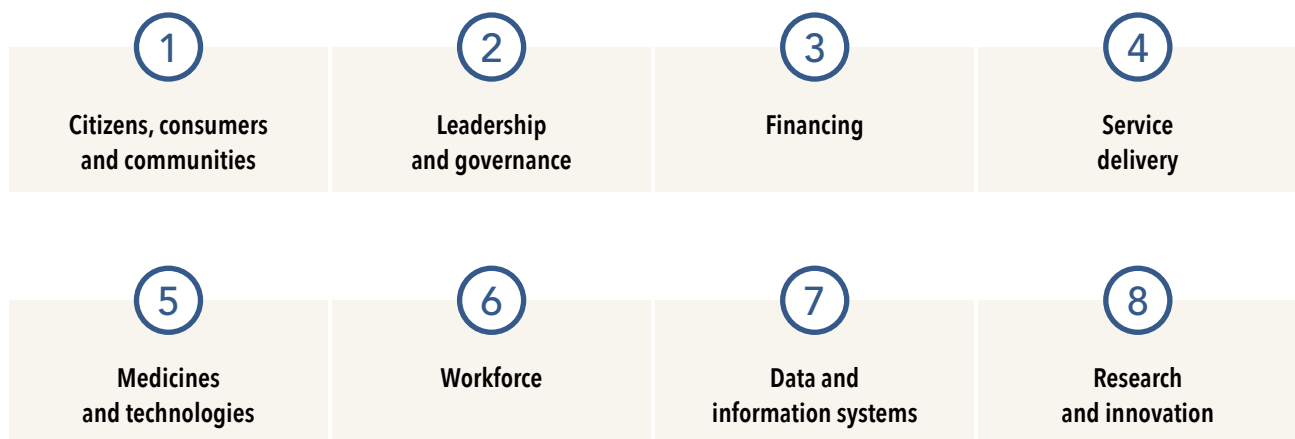 1
Citizens, consumers
and communities
2
Leadership
and governance
3
Financing
4
Service
delivery
5
Medicines
and technologies
6
Workforce
7
Data and
information systems
8
Research
and innovation